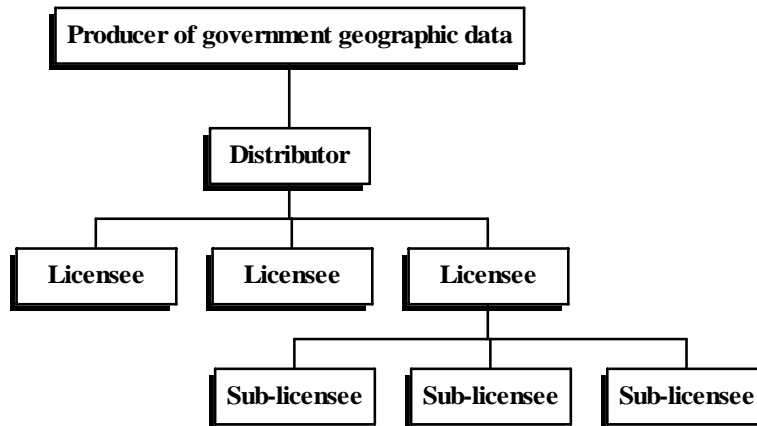 Producer of government geographic data
Distributor
Licensee
Licensee
Licensee
Sub-licensee
Sub-licensee
Sub-licensee